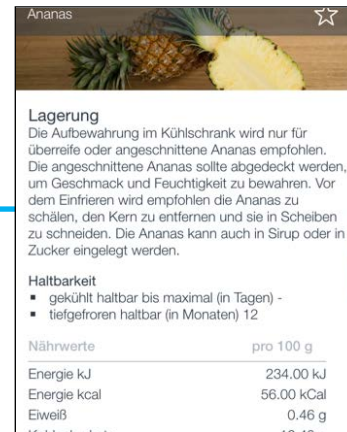 Ananas
Lagerung
Die Aufbewahrung im Kühlschrank wird nur für
überreife oder angeschnittene Ananas empfohlen.
Die angeschnittene Ananas sollte abgedeckt werden,
um Geschmack und Feuchtigkeit zu bewahren. Vor
dem Einfrieren wird empfohlen die Ananas zu
schälen, den Kern zu entfernen und sie in Scheiben
zu schneiden. Die Ananas kann auch in Sirup oder in
Zucker eingelegt werden.
Haltbarkeit
▪ gekühlt haltbar bis maximal (in Tagen) -
▪ tiefgefroren haltbar (in Monaten) 12
Nährwerte pro 100 g
Energie kJ 234.00 kJ
Energie kcal 56.00 kCal
Eiweiß 0.46 g